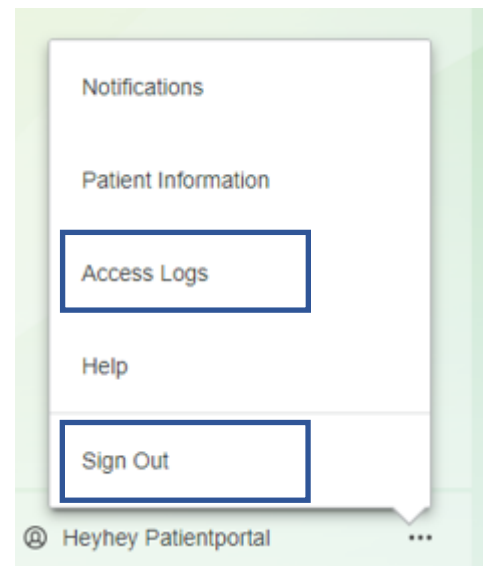 Notifications
Patient Information
Access Logs
Help
Sign Out
Heyhey Patientportal